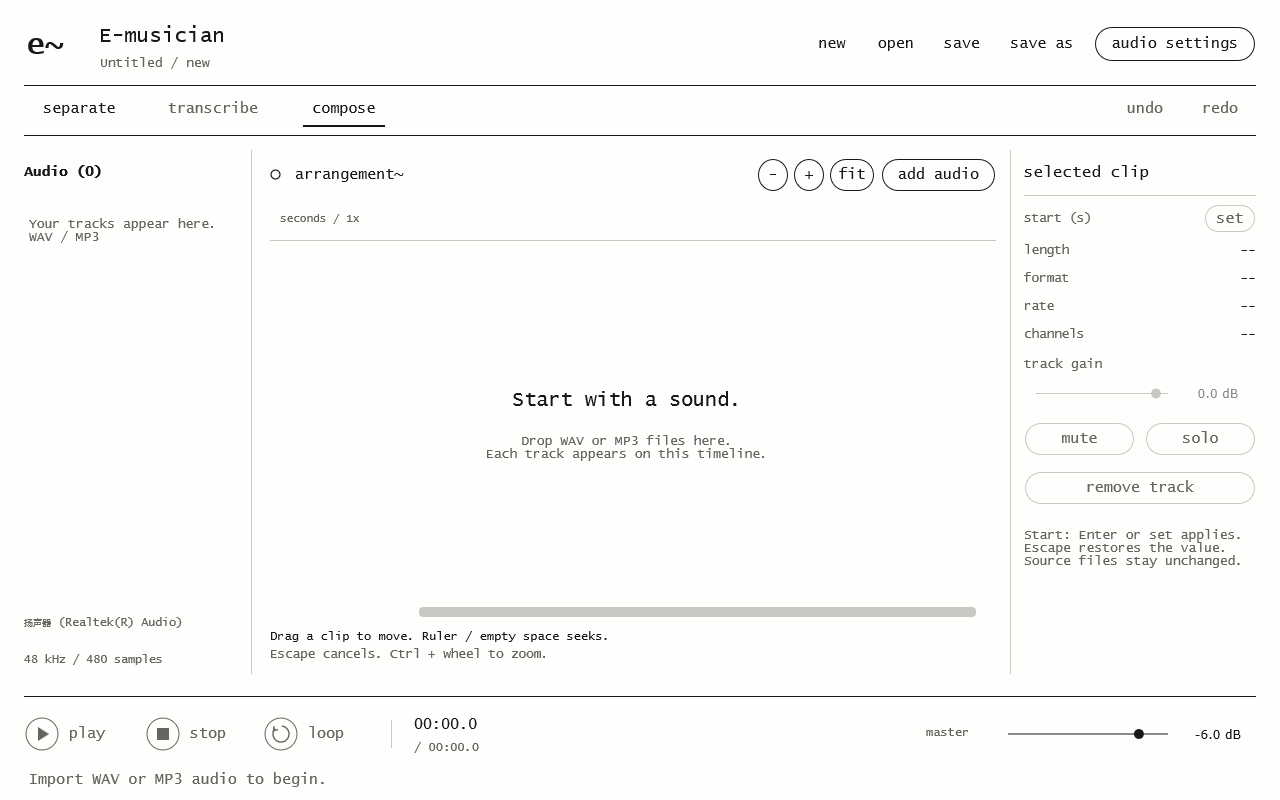 e~
E-musician
Untitled / new
new
open
save
save as
audio settings
separate
transcribe
compose
undo
redo
Audio (0)
Your tracks appear here.
WAV / MP3
扬声器 (Realtek(R) Audio)
48 kHz / 480 samples
arrangement~
-
+
fit
add audio
seconds / 1x
Start with a sound.
Drop WAV or MP3 files here.
Each track appears on this timeline.
Drag a clip to move. Ruler / empty space seeks.
Escape cancels. Ctrl + wheel to zoom.
selected clip
start (s)
set
length
--
format
--
rate
--
channels
--
track gain
0.0 dB
mute
solo
remove track
Start: Enter or set applies.
Escape restores the value.
Source files stay unchanged.
play
stop
loop
00:00.0
/ 00:00.0
master
-6.0 dB
Import WAV or MP3 audio to begin.